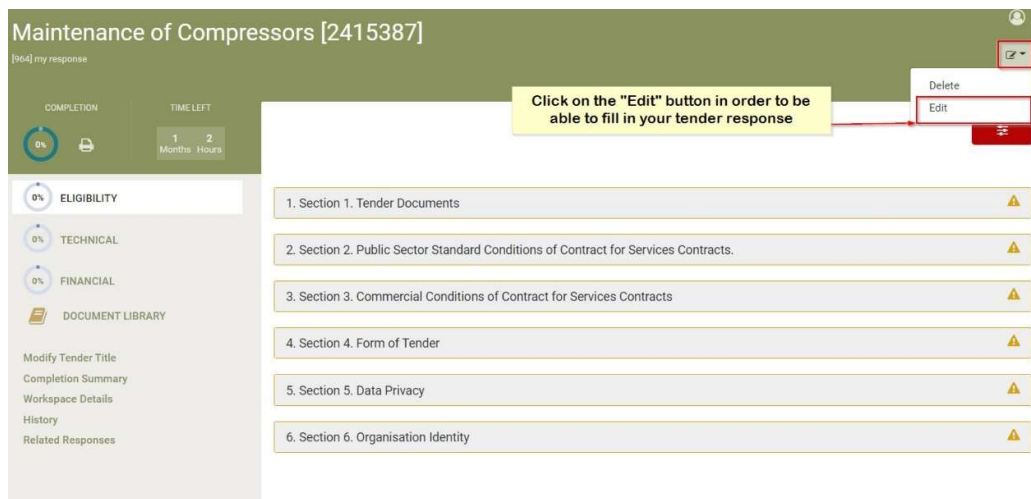 Maintenance of Compressors [2415387]
[964] my response
COMPLETION
TIME LEFT
0%
1 2
Months Hours
Delete
Edit
Click on the "Edit" button in order to be
able to fill in your tender response
0% ELIGIBILITY
0% TECHNICAL
0% FINANCIAL
DOCUMENT LIBRARY
Modify Tender Title
Completion Summary
Workspace Details
History
Related Responses
1. Section 1. Tender Documents
2. Section 2. Public Sector Standard Conditions of Contract for Services Contracts.
3. Section 3. Commercial Conditions of Contract for Services Contracts
4. Section 4. Form of Tender
5. Section 5. Data Privacy
6. Section 6. Organisation Identity